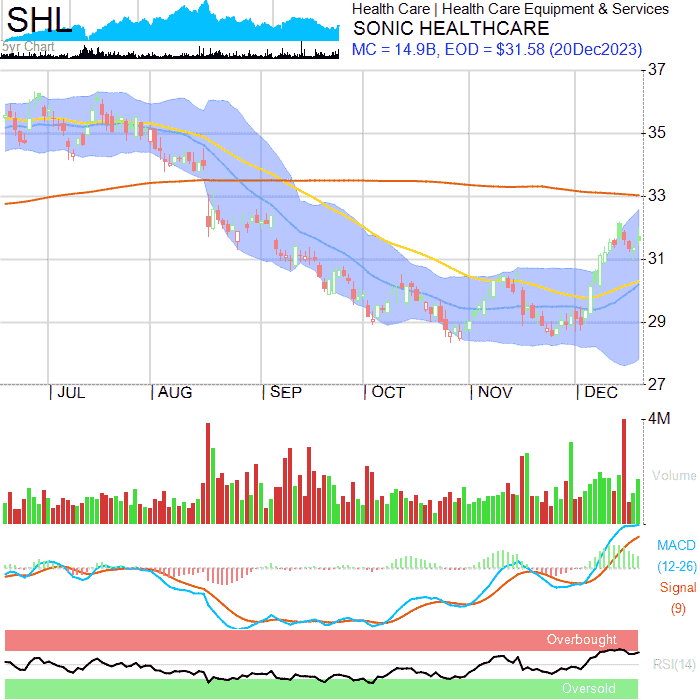 SHL
5yr Chart
Health Care | Health Care Equipment & Services
SONIC HEALTHCARE
MC = 14.9B, EOD = $31.58 (20Dec2023)
37
35
33
31
29
27
| JUL | AUG | SEP | OCT | NOV | DEC
4M
Volume
MACD
(12-26)
Signal
(9)
Overbought
RSI(14)
Oversold